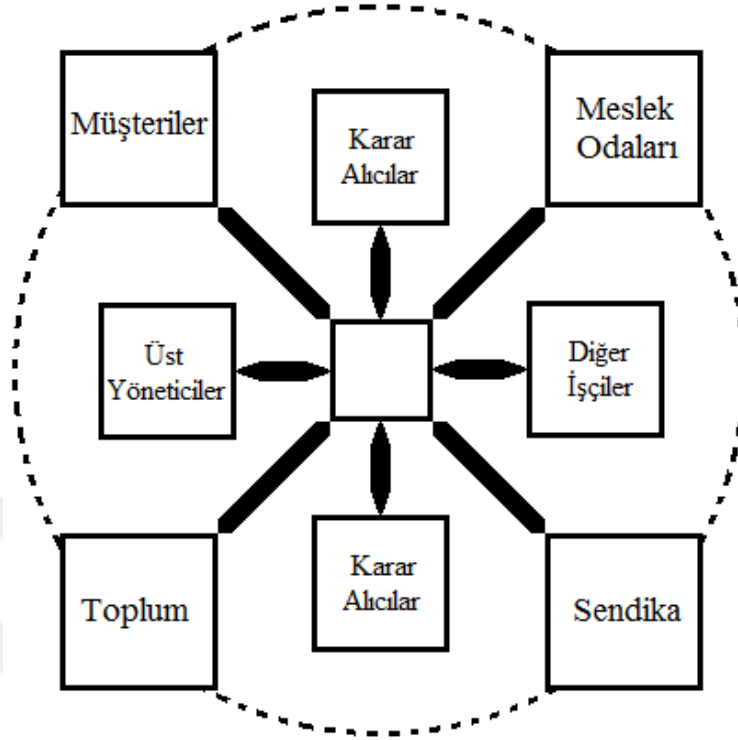 Müşteriler
Karar
Alıcılar
Meslek
Odaları
Üst
Yöneticiler
Diğer
İşçiler
Toplum
Karar
Alıcılar
Sendika